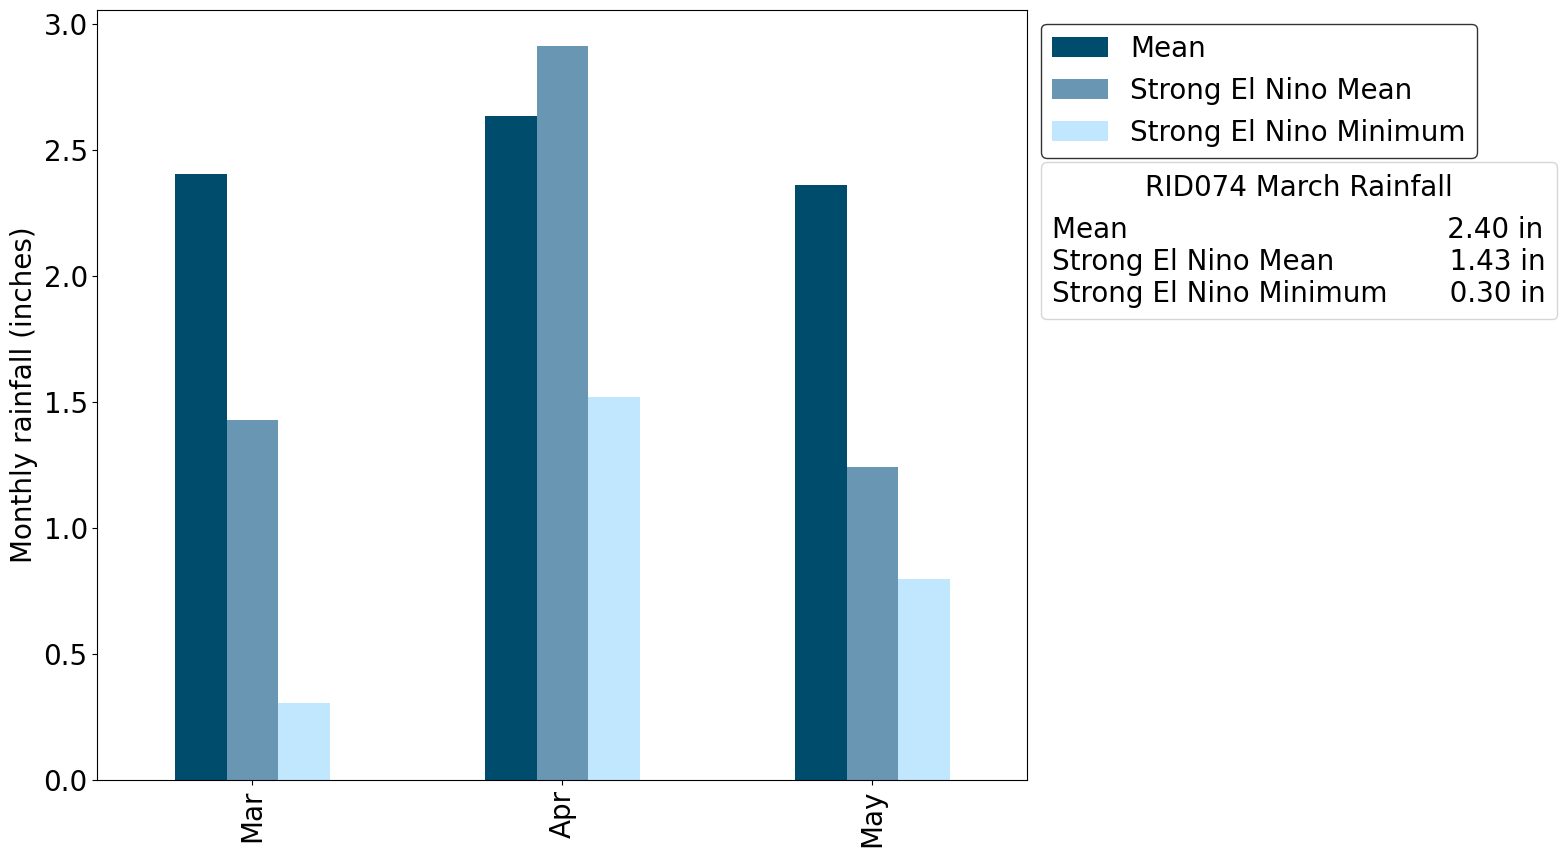 3.0
2.5
2.0
1.5
1.0
0.5
0.0
Monthly rainfall (inches)
Mar
Apr
May
Mean
Strong El Nino Mean
Strong El Nino Minimum
RID074 March Rainfall
Mean 2.40 in
Strong El Nino Mean 1.43 in
Strong El Nino Minimum 0.30 in